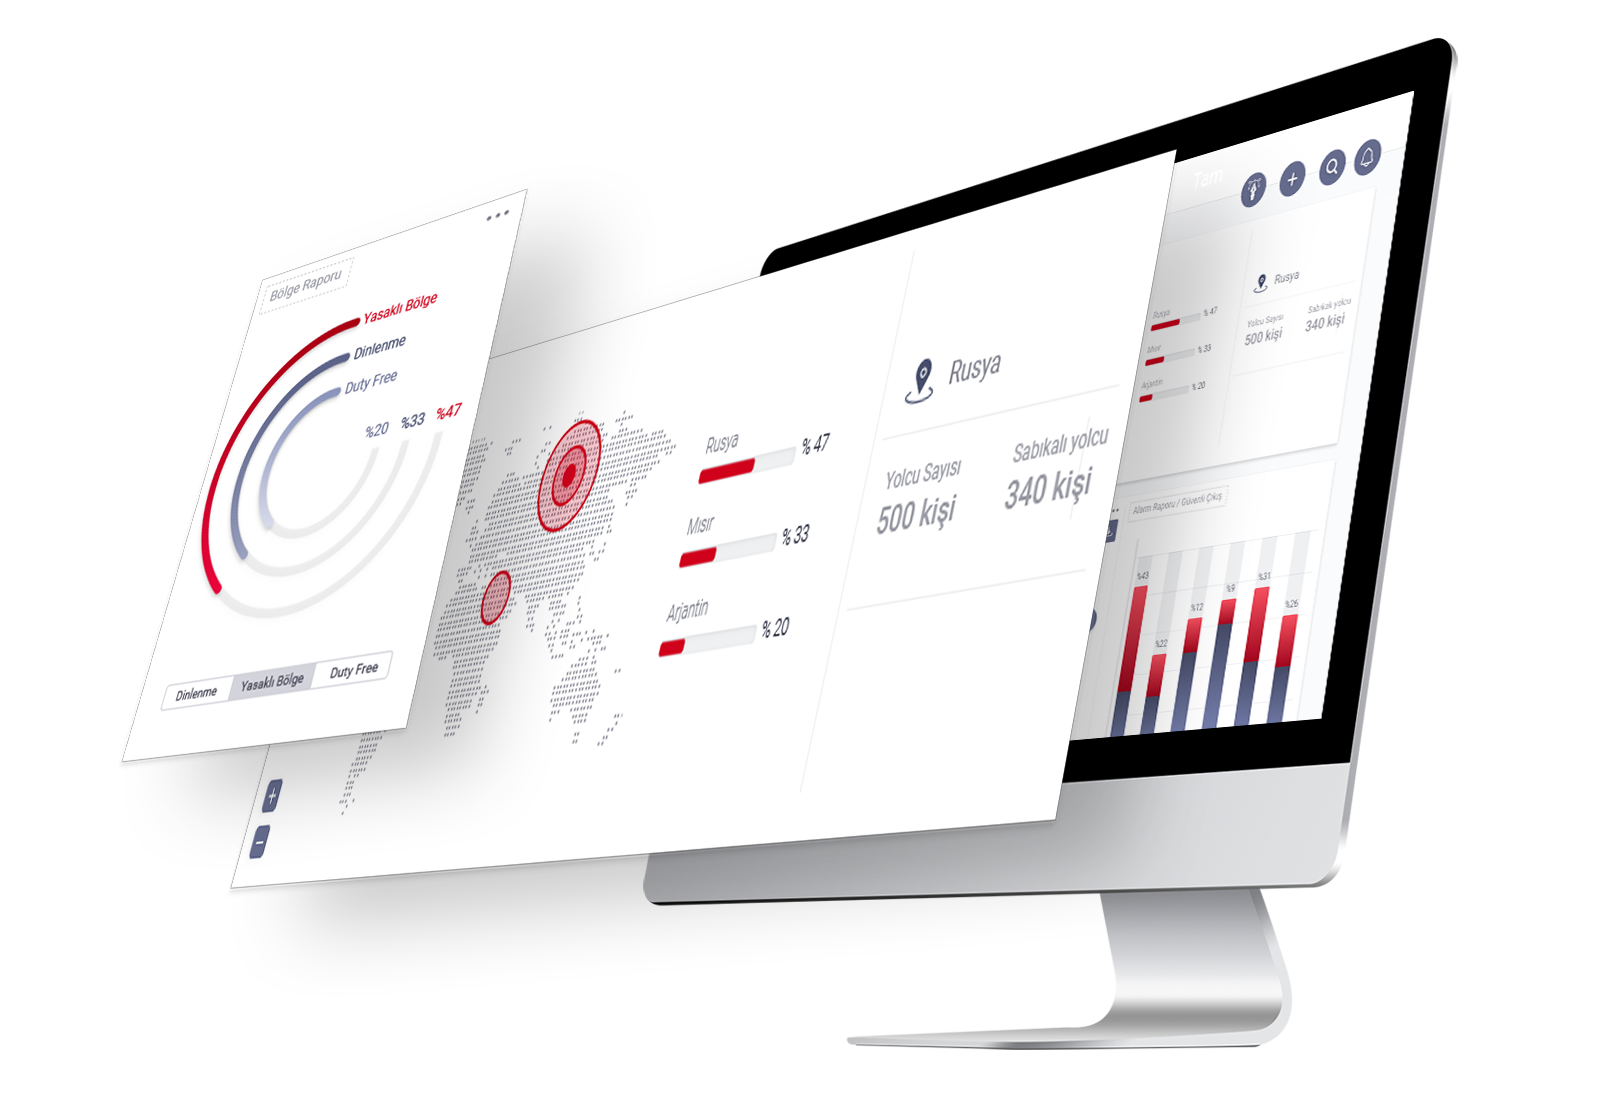 Bölge Raporu
Yasaklı Bölge
Dinlenme
Duty Free
%20 %33 %47
Dinlenme Yasaklı Bölge Duty Free
Rusya
% 47
Mısır
% 33
Arjantin
% 20
Rusya
Yolcu Sayısı
500 kişi
Sabıkalı yolcu
340 kişi
Tam
Rusya
% 47
Mısır
% 33
Arjantin
% 20
Rusya
Yolcu Sayısı
500 kişi
Sabıkalı yolcu
340 kişi
Alarm Raporu / Güvenli Çıkış
%43
%22
%12
%9
%31
%26